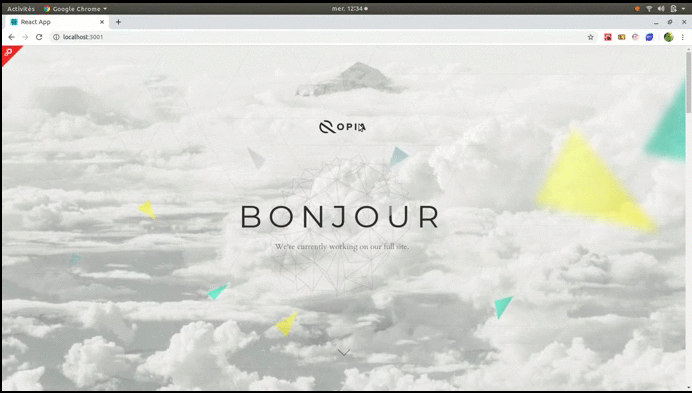 Activités Google Chrome mer. 12:34
React App
localhost:3001
OPIA
BONJOUR
We're currently working on our full site.